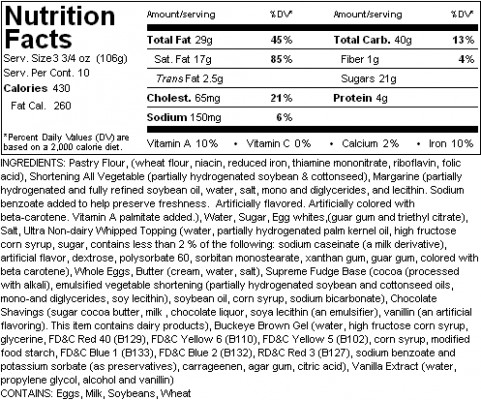 Nutrition
Facts
Serv. Size3 3/4 oz (106g)
Serv. Per Cont. 10
Calories 430
Fat Cal. 260
*Percent Daily Values (DV) are
based on a 2,000 calorie diet.
Amount/serving %DV* Amount/serving %DV*
Total Fat 29g 45% Total Carb. 40g 13%
Sat. Fat 17g 85% Fiber 1g 4%
Trans Fat 2.5g Sugars 21g
Cholest. 65mg 21% Protein 4g
Sodium 150mg 6%
Vitamin A 10% • Vitamin C 0% • Calcium 2% • Iron 10%
INGREDIENTS: Pastry Flour, (wheat flour, niacin, reduced iron, thiamine mononitrate, riboflavin, folic
acid), Shortening All Vegetable (partially hydrogenated soybean & cottonseed), Margarine (partially
hydrogenated and fully refined soybean oil, water, salt, mono and diglycerides, and lecithin. Sodium
benzoate added to help preserve freshness. Artificially flavored. Artificially colored with
beta-carotene. Vitamin A palmitate added.), Water, Sugar, Egg whites,(guar gum and triethyl citrate),
Salt, Ultra Non-dairy Whipped Topping (water, partially hydrogenated palm kernel oil, high fructose
corn syrup, sugar, contains less than 2 % of the following: sodium caseinate (a milk derivative),
artificial flavor, dextrose, polysorbate 60, sorbitan monostearate, xanthan gum, guar gum, colored with
beta carotene), Whole Eggs, Butter (cream, water, salt), Supreme Fudge Base (cocoa (processed
with alkali), emulsified vegetable shortening (partially hydrogenated soybean and cottonseed oils,
mono-and diglycerides, soy lecithin), soybean oil, corn syrup, sodium bicarbonate), Chocolate
Shavings (sugar cocoa butter, milk , chocolate liquor, soya lecithin (an emulsifier), vanillin (an artificial
flavoring). This item contains dairy products), Buckeye Brown Gel (water, high fructose corn syrup,
glycerine, FD&C Red 40 (B129), FD&C Yellow 6 (B110), FD&C Yellow 5 (B102), corn syrup, modified
food starch, FD&C Blue 1 (B133), FD&C Blue 2 (B132), RD&C Red 3 (B127), sodium benzoate and
potassium sorbate (as preservatives), carrageenan, agar gum, citric acid), Vanilla Extract (water,
propylene glycol, alcohol and vanillin)
CONTAINS: Eggs, Milk, Soybeans, Wheat